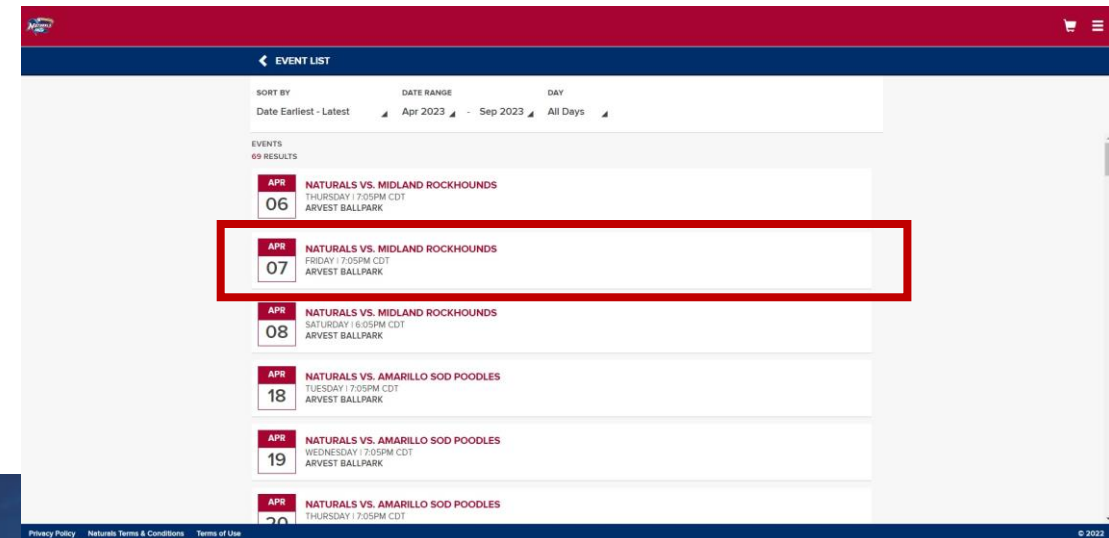 NATURALS
EVENT LIST
SORT BY DATE RANGE DAY
Date Earliest - Latest Apr 2023 - Sep 2023 All Days
EVENTS
69 RESULTS
APR
06
NATURALS VS. MIDLAND ROCKHOUNDS
THURSDAY | 7:05PM CDT
ARVEST BALLPARK
APR
07
NATURALS VS. MIDLAND ROCKHOUNDS
FRIDAY | 7:05PM CDT
ARVEST BALLPARK
APR
08
NATURALS VS. MIDLAND ROCKHOUNDS
SATURDAY | 6:05PM CDT
ARVEST BALLPARK
APR
18
NATURALS VS. AMARILLO SOD POODLES
TUESDAY | 7:05PM CDT
ARVEST BALLPARK
APR
19
NATURALS VS. AMARILLO SOD POODLES
WEDNESDAY | 7:05PM CDT
ARVEST BALLPARK
APR
20
NATURALS VS. AMARILLO SOD POODLES
THURSDAY | 7:05PM CDT
Privacy Policy Naturals Terms & Conditions Terms of Use © 2022